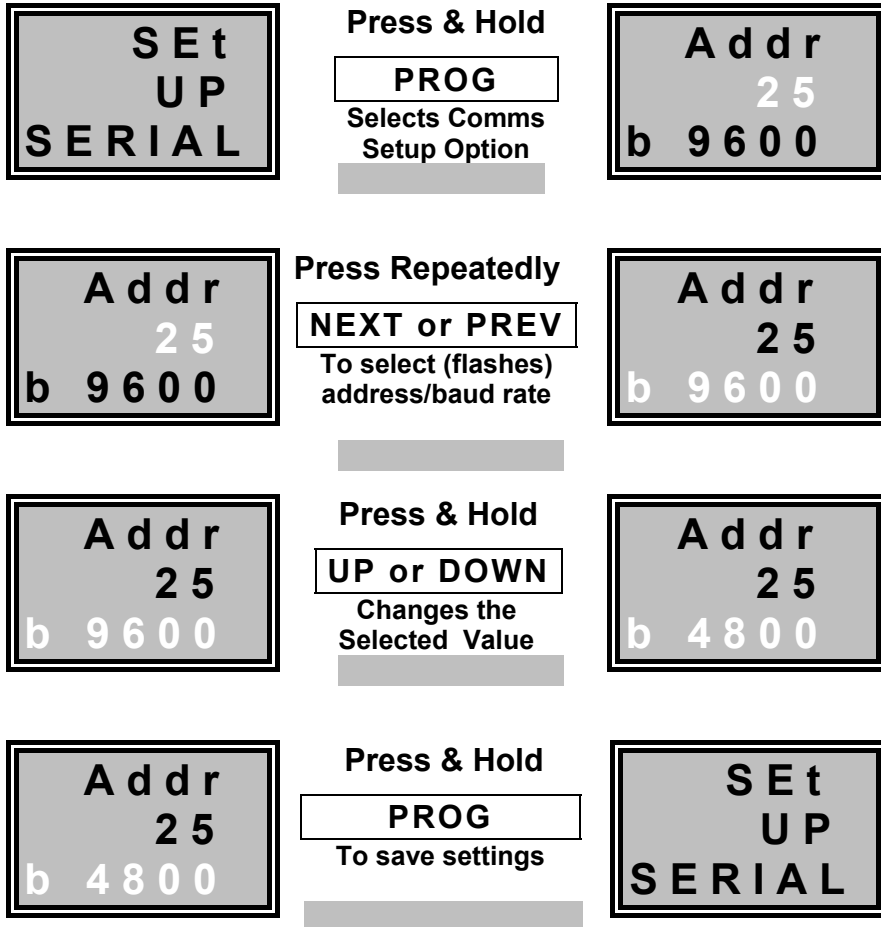 SEt
UP
SERIAL
Press & Hold
PROG
Selects Comms
Setup Option
Addr
25
b 9600
Addr
25
b 9600
Press Repeatedly
NEXT or PREV
To select (flashes)
address/baud rate
Addr
25
b 9600
Addr
25
b 9600
Press & Hold
UP or DOWN
Changes the
Selected Value
Addr
25
b 4800
Addr
25
b 4800
Press & Hold
PROG
To save settings
SEt
UP
SERIAL